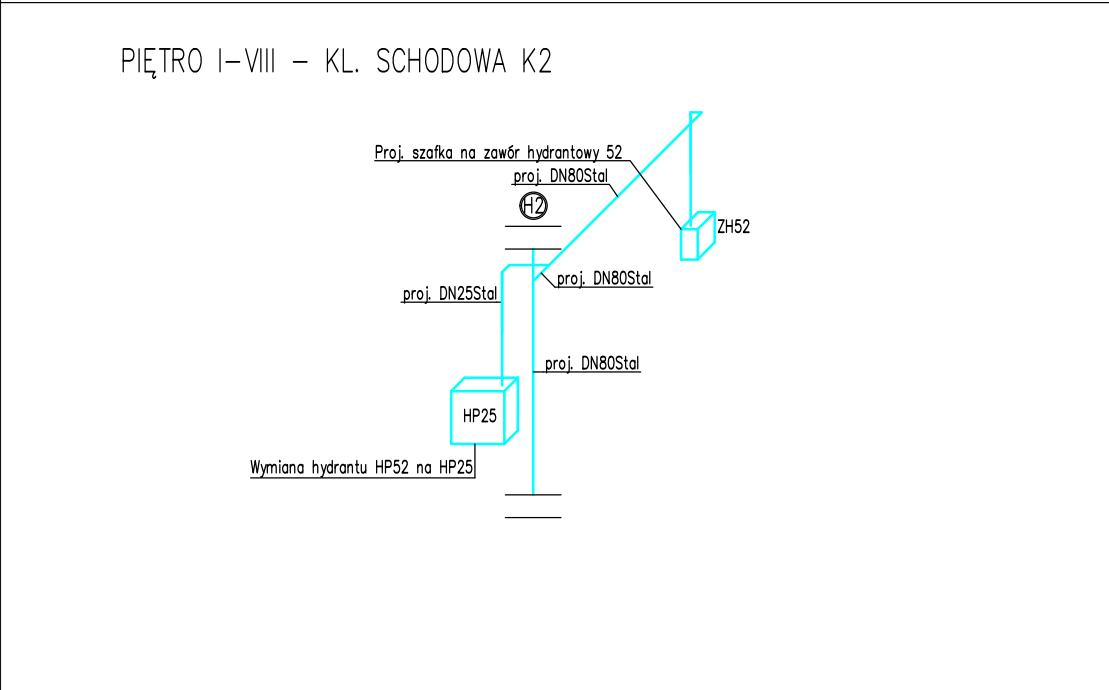 PIĘTRO I-VIII - KL. SCHODOWA K2
Proj. szafka na zawór hydrantowy 52
proj. DN80Stal
H2
ZH52
proj. DN80Stal
proj. DN25Stal
proj. DN80Stal
HP25
Wymiana hydrantu HP52 na HP25